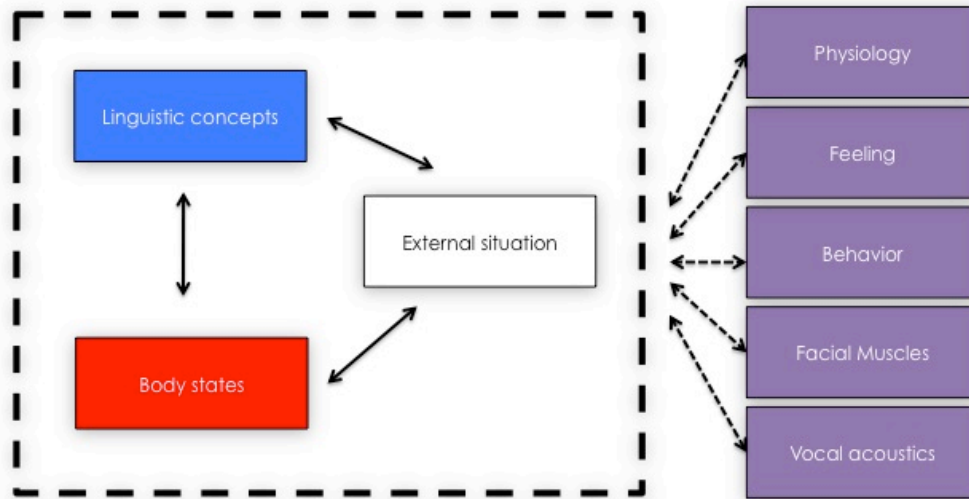 Linguistic concepts
External situation
Body states
Physiology
Feeling
Behavior
Facial Muscles
Vocal acoustics